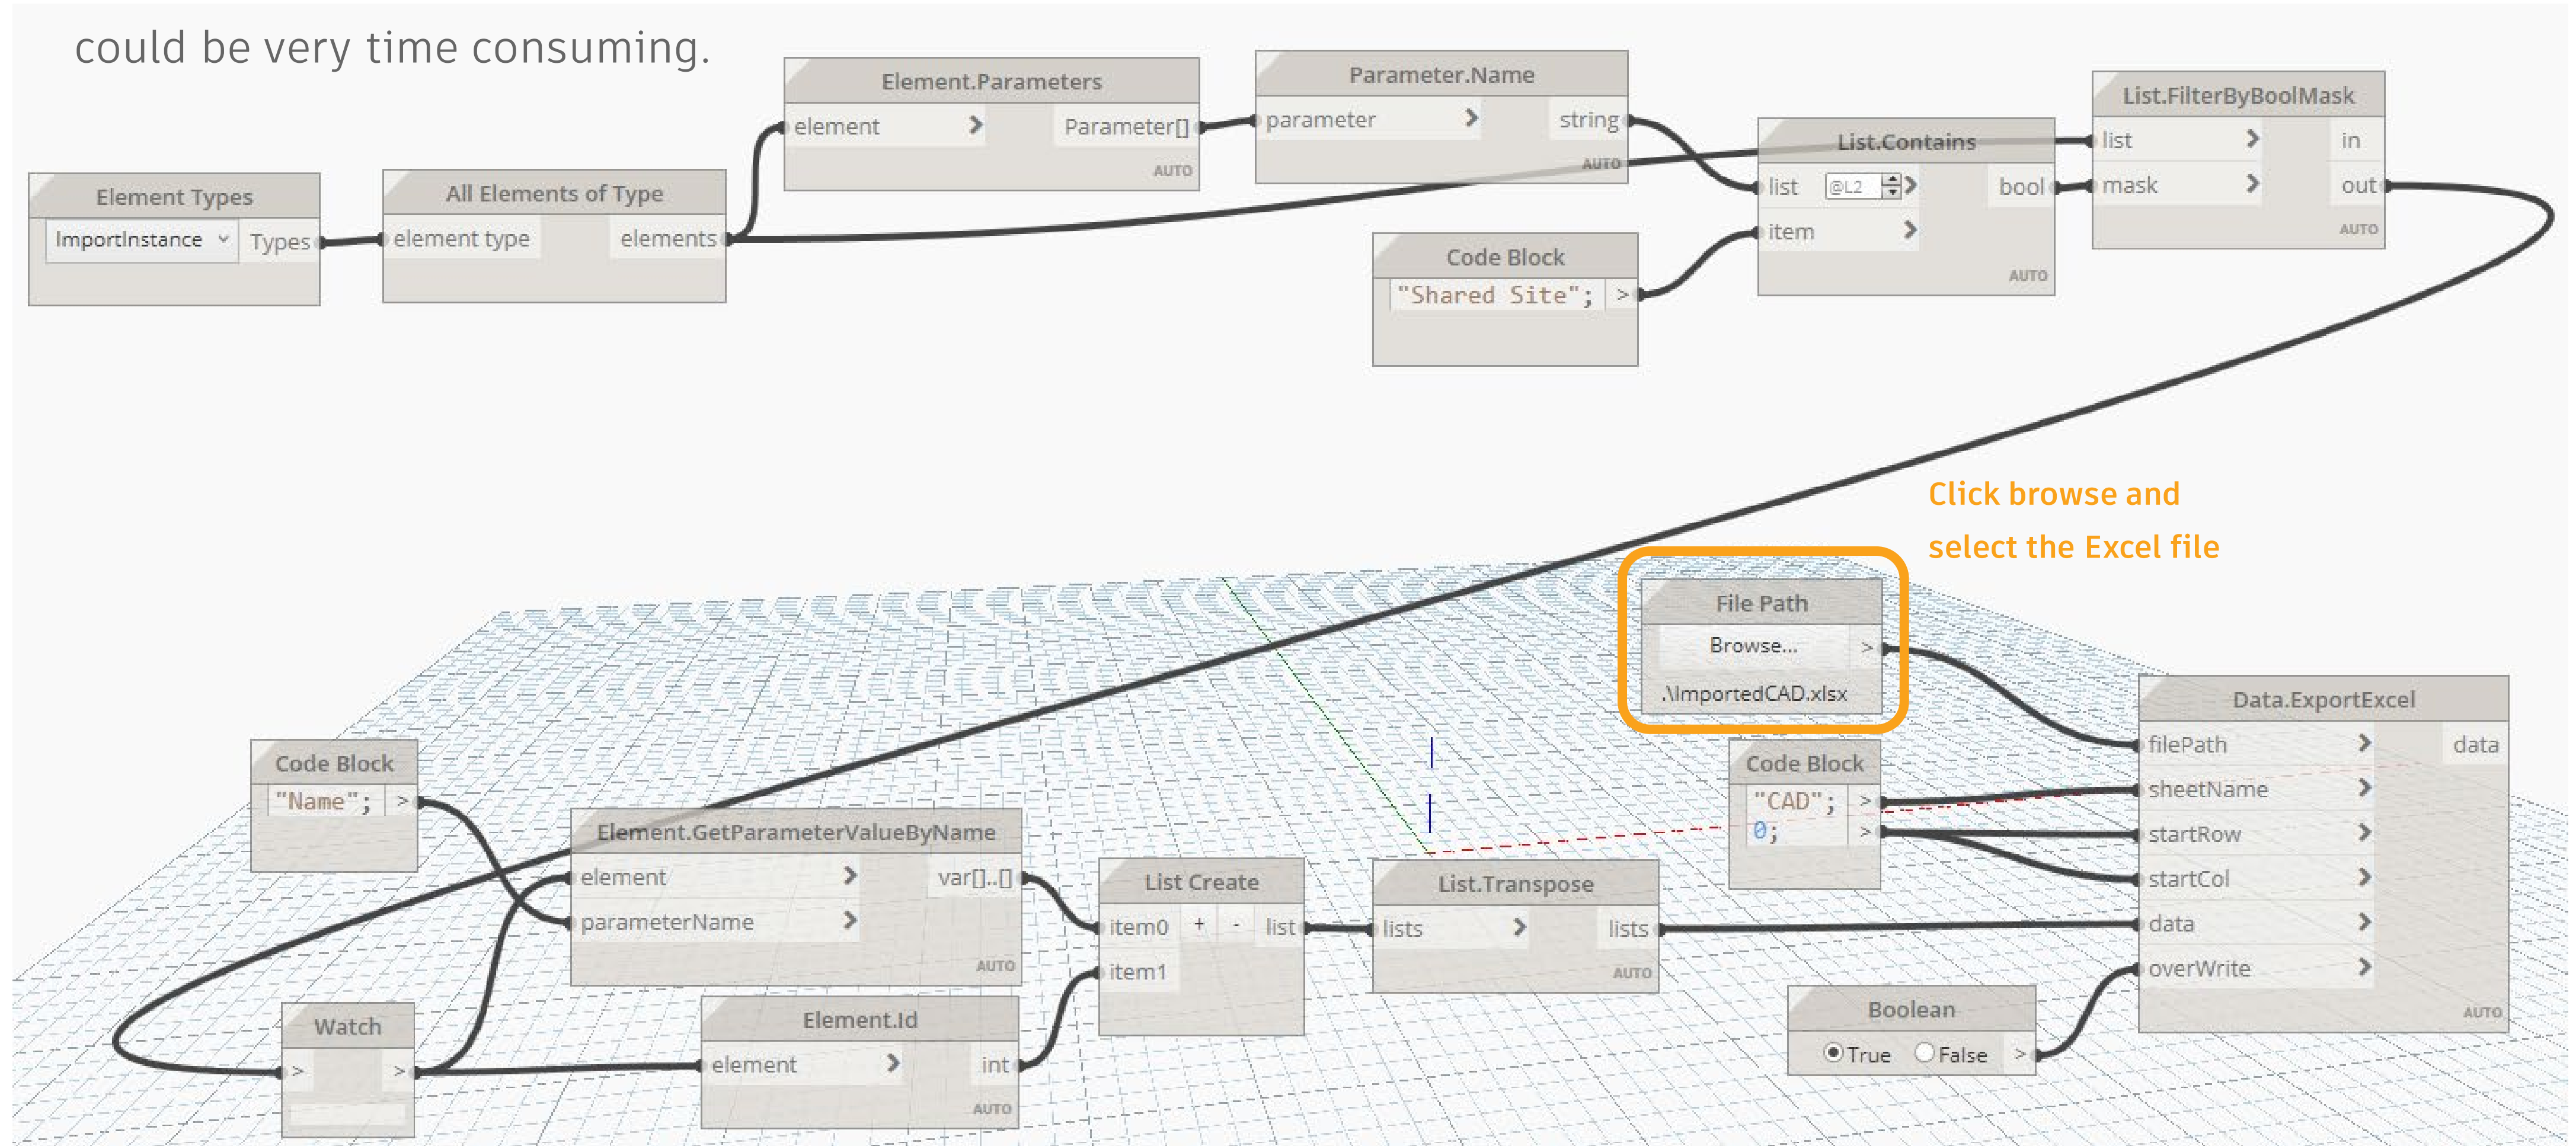 could be very time consuming.
Element Types
ImportInstance Types
All Elements of Type
element type elements
Element.Parameters
element > Parameter[]
AUTO
Parameter.Name
parameter > string
AUTO
Code Block
"Shared Site"; >
List.Contains
list @L2 > bool
item >
AUTO
List.FilterByBoolMask
list > in
mask > out
AUTO
Click browse and
select the Excel file
File Path
Browse... >
.\ImportedCAD.xlsx
Code Block
"Name"; >
Watch
> >
Element.GetParameterValueByName
element > var[]..[]
parameterName >
AUTO
Element.Id
element > int
AUTO
List Create
item0 + - list
item1
List.Transpose
lists > lists
AUTO
Code Block
"CAD"; >
0; >
Boolean
True False >
Data.ExportExcel
filePath > data
sheetName >
startRow >
startCol >
data >
overWrite >
AUTO